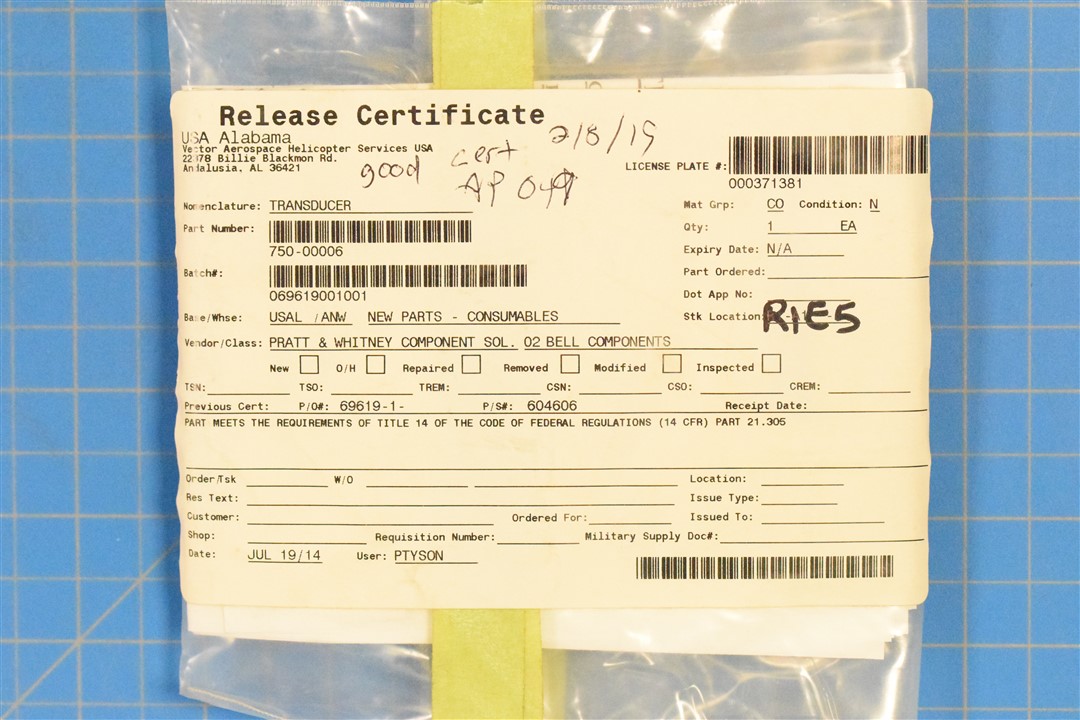 Release Certificate
USA Alabama
Vector Aerospace Helicopter Services USA
Billie Blackmon Rd.
Andalusia, AL 36421
good cert 2/8/19
AP 049
LICENSE PLATE #:
000371381
Nomenclature: TRANSDUCER
Mat Grp: CO Condition: N
Part Number:
750-00006
Qty: 1 EA
Expiry Date: N/A
Batch#:
069619001001
Part Ordered:
Dot App No:
Base/Whse: USAL /ANW NEW PARTS - CONSUMABLES
Stk Location: R1E5
Vendor/Class: PRATT & WHITNEY COMPONENT SOL. 02 BELL COMPONENTS
New O/H Repaired Removed Modified Inspected
TSN: TSO: TREM: CSN: CSO: CREM:
Previous Cert: P/O#: 69619-1- P/S#: 604606 Receipt Date:
PART MEETS THE REQUIREMENTS OF TITLE 14 OF THE CODE OF FEDERAL REGULATIONS (14 CFR) PART 21.305
Order/Tsk W/O Location:
Res Text: Issue Type:
Customer: Ordered For: Issued To:
Shop: Requisition Number: Military Supply Doc#:
Date: JUL 19/14 User: PTYSON